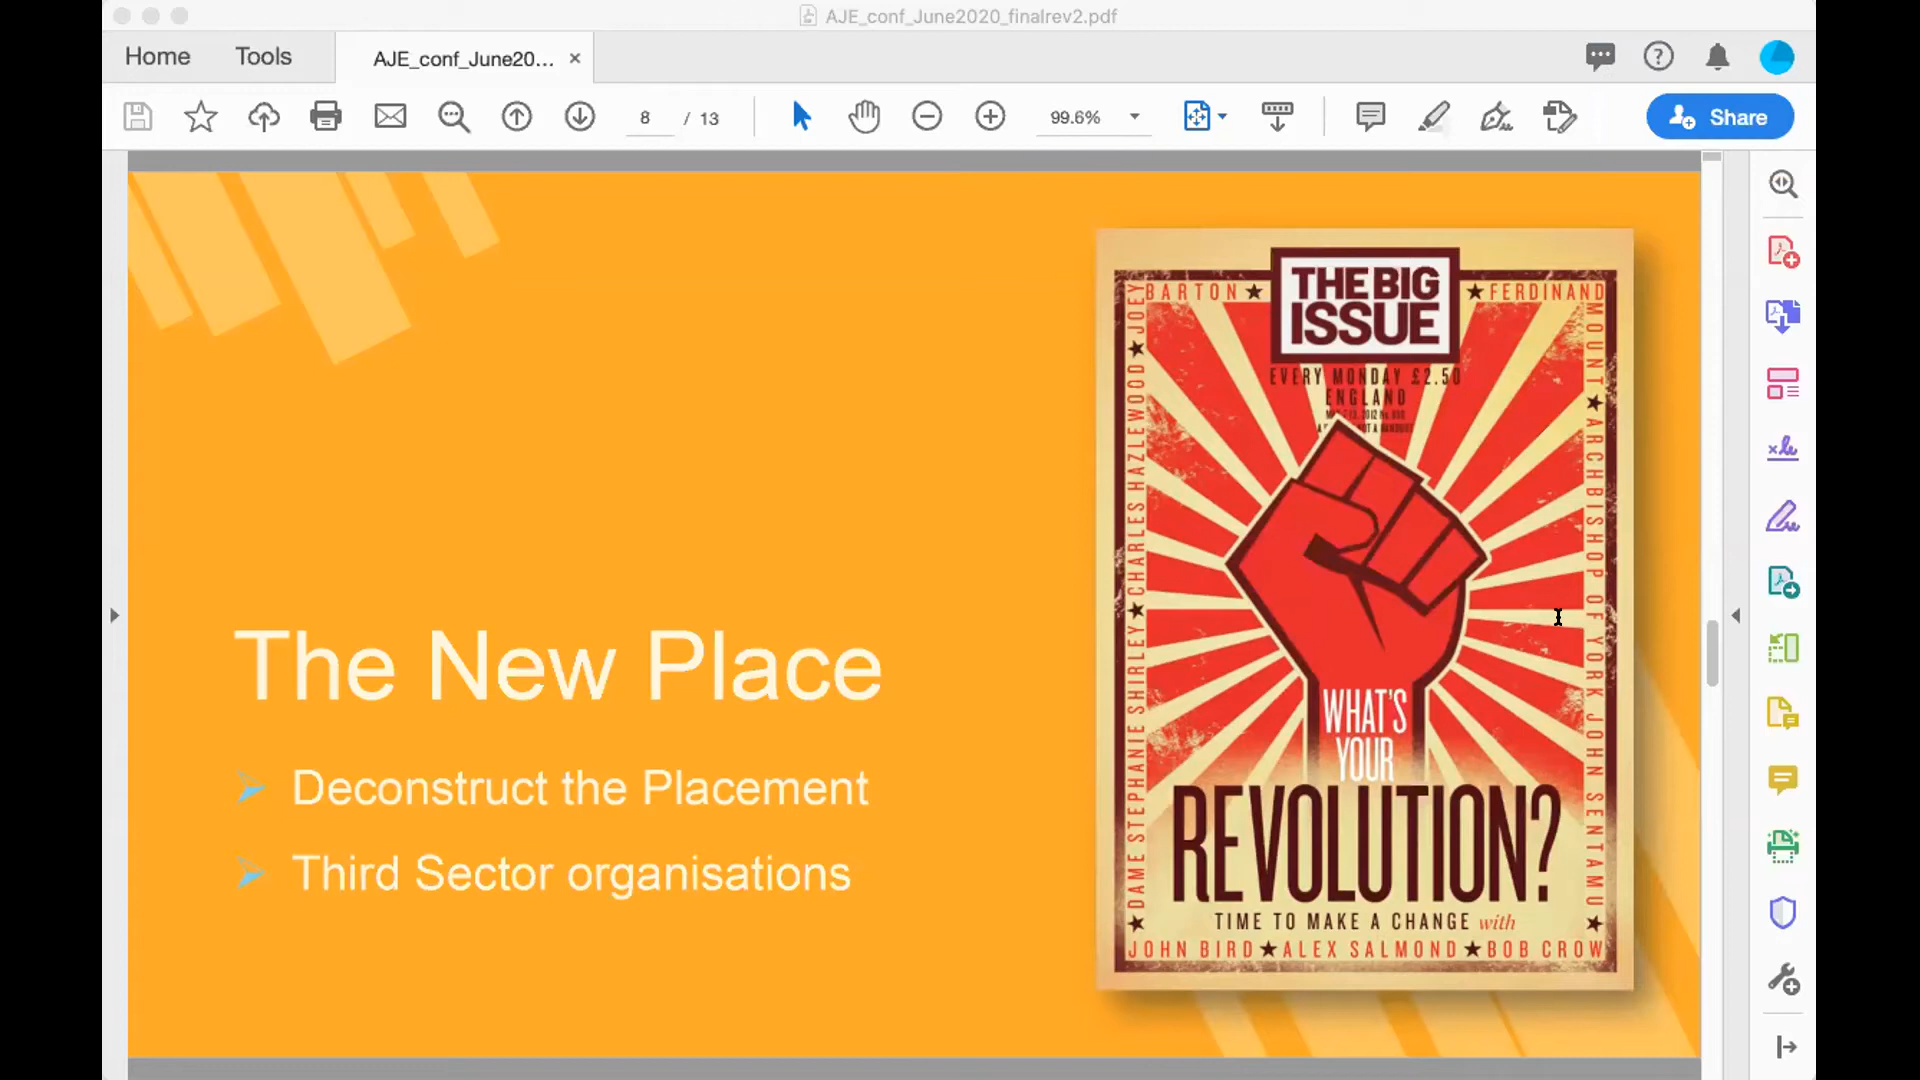 AJE_conf_June2020_finalrev2.pdf
Home
Tools
AJE_conf_June20...
8 / 13
99.6%
Share
The New Place
Deconstruct the Placement
Third Sector organisations
THE BIG
ISSUE
EVERY MONDAY £2.50
ENGLAND
JOEY BARTON ★ FERDINAND MOUNT ★ ARCHBISHOP OF YORK JOHN SENTAMU
DAME STEPHANIE SHIRLEY ★ CHARLES HAZLEWOOD
WHAT'S
YOUR
REVOLUTION?
TIME TO MAKE A CHANGE with
JOHN BIRD ★ ALEX SALMOND ★ BOB CROW